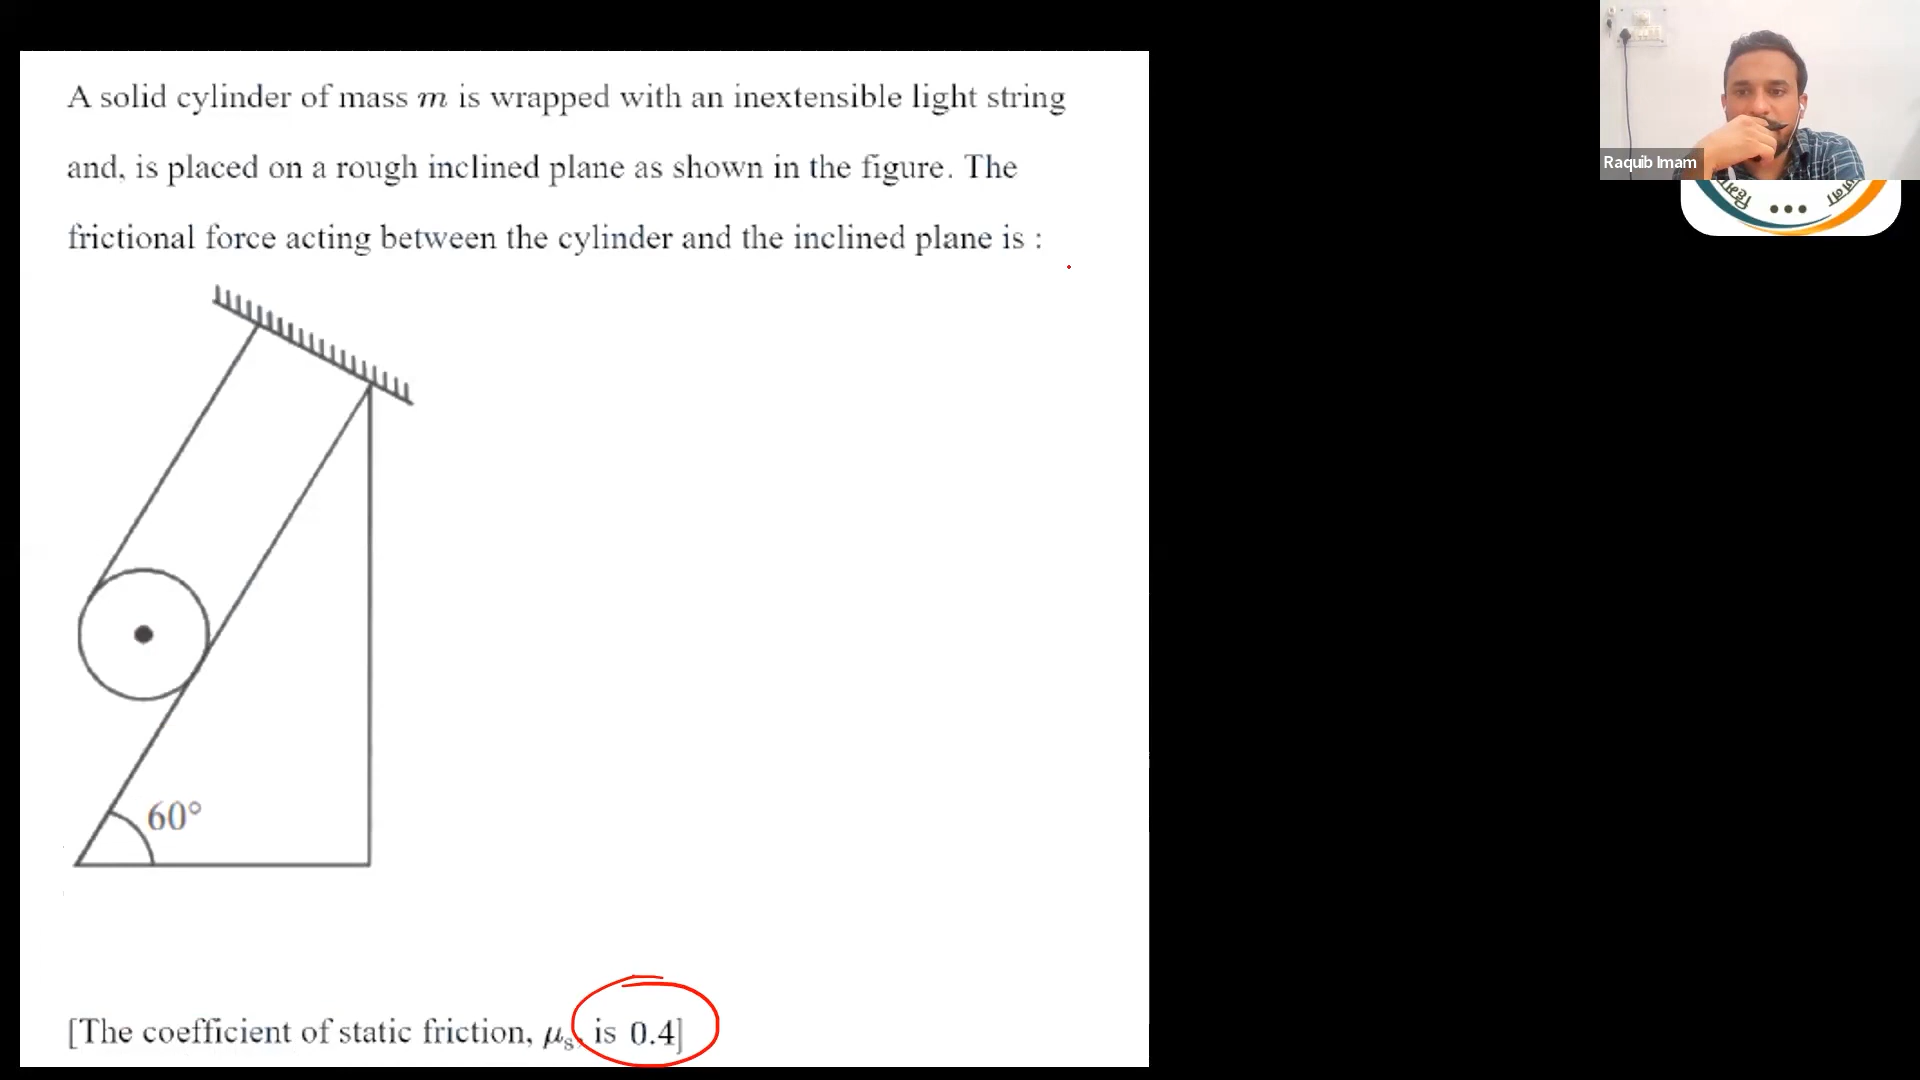 A solid cylinder of mass m is wrapped with an inextensible light string
and, is placed on a rough inclined plane as shown in the figure. The
frictional force acting between the cylinder and the inclined plane is :
60°
[The coefficient of static friction, μₛ, is 0.4]
Raquib Imam